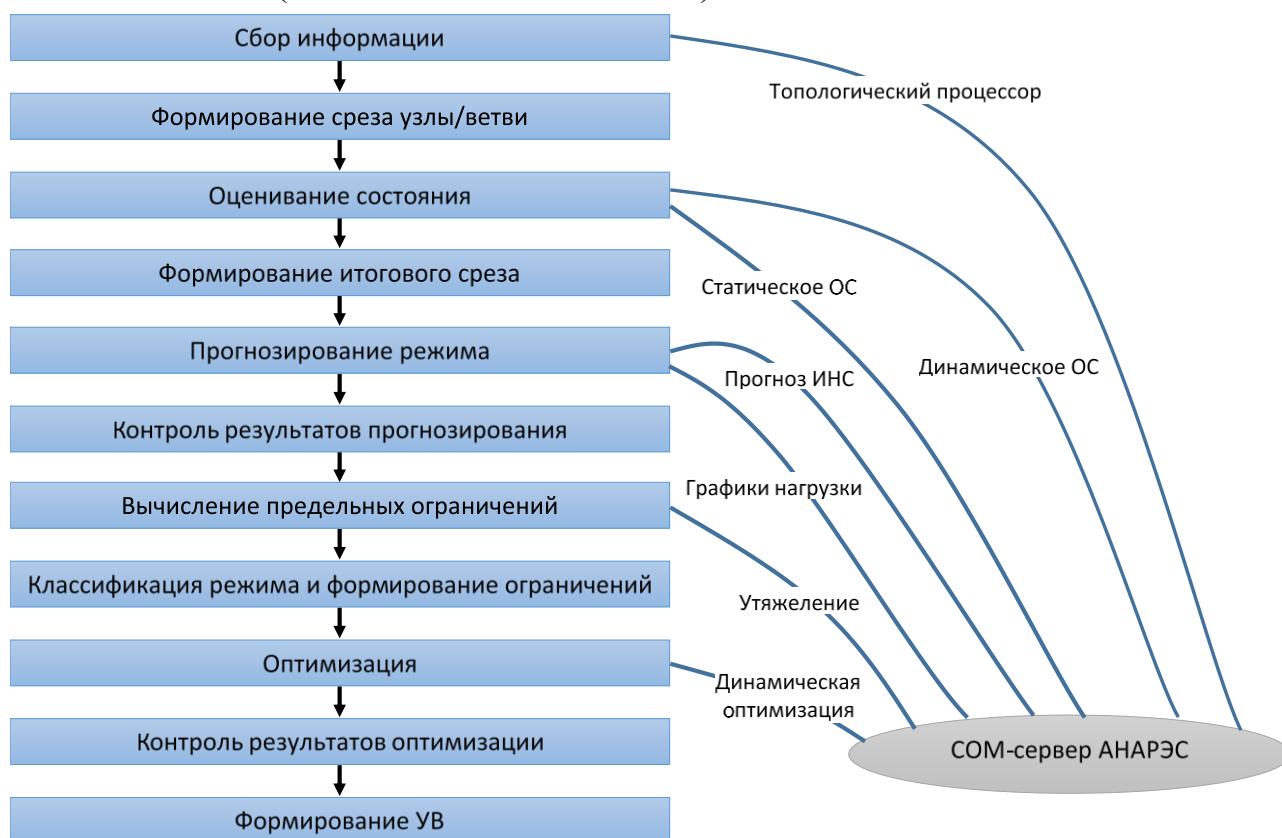 Сбор информации
Топологический процессор
Формирование среза узлы/ветви
Оценивание состояния
Формирование итогового среза
Статическое ОС
Прогнозирование режима
Динамическое ОС
Прогноз ИНС
Контроль результатов прогнозирования
Графики нагрузки
Вычисление предельных ограничений
Классификация режима и формирование ограничений
Утяжеление
Оптимизация
Динамическая
оптимизация
Контроль результатов оптимизации
COM-сервер АНАРЭС
Формирование УВ